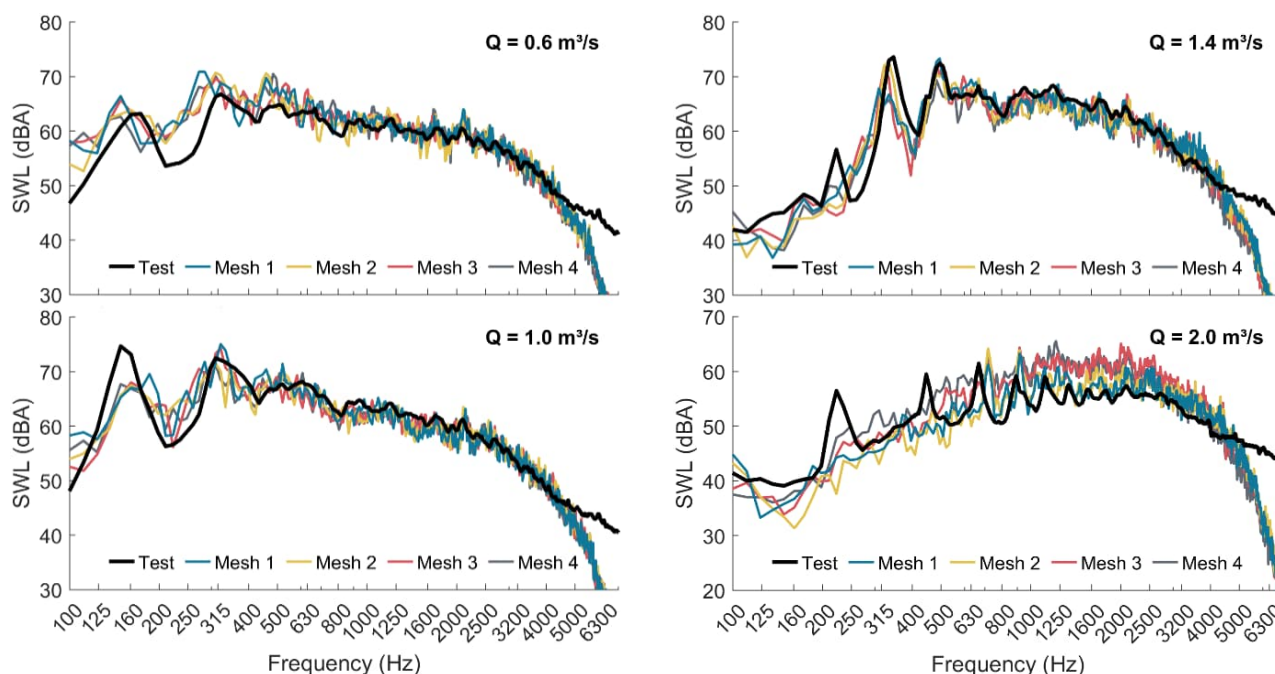 80
70
60
50
40
30
SWL (dBA)
Q = 0.6 m³/s
Test Mesh 1 Mesh 2 Mesh 3 Mesh 4
80
70
60
50
40
30
SWL (dBA)
Q = 1.4 m³/s
Test Mesh 1 Mesh 2 Mesh 3 Mesh 4
80
70
60
50
40
30
SWL (dBA)
Q = 1.0 m³/s
Test Mesh 1 Mesh 2 Mesh 3 Mesh 4
100 125 160 200 250 315 400 500 630 800 1000 1250 1600 2000 2500 3200 4000 5000 6300
Frequency (Hz)
70
60
50
40
30
20
SWL (dBA)
Q = 2.0 m³/s
Test Mesh 1 Mesh 2 Mesh 3 Mesh 4
100 125 160 200 250 315 400 500 630 800 1000 1250 1600 2000 2500 3200 4000 5000 6300
Frequency (Hz)